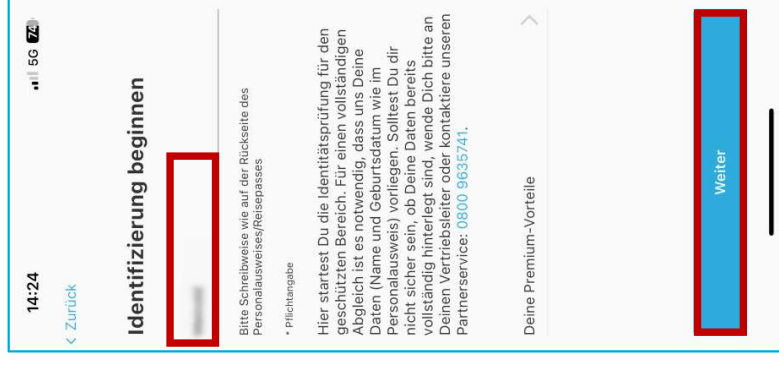 14:24
5G 74
< Zurück
Identifizierung beginnen
Bitte Schreibweise wie auf der Rückseite des
Personalausweises/Reisepasses
* Pflichtangabe
Hier startest Du die Identitätsprüfung für den
geschützten Bereich. Für einen vollständigen
Abgleich ist es notwendig, dass uns Deine
Daten (Name und Geburtsdatum wie im
Personalausweis) vorliegen. Solltest Du dir
nicht sicher sein, ob Deine Daten bereits
vollständig hinterlegt sind, wende Dich bitte an
Deinen Vertriebsleiter oder kontaktiere unseren
Partnerservice: 0800 9635741.
Deine Premium-Vorteile
Weiter